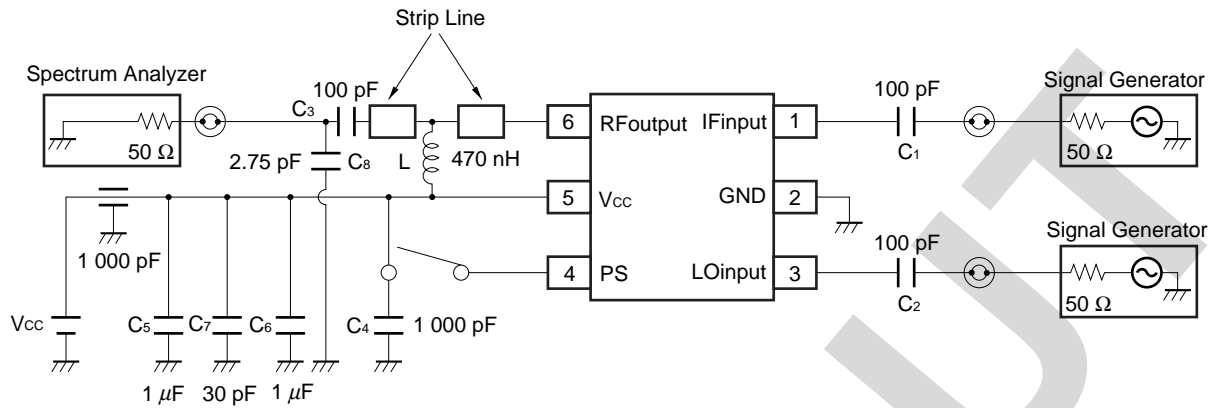 Strip Line
Spectrum Analyzer
50 Ω
100 pF
C3
2.75 pF
C8
L
470 nH
6
RFoutput
IFinput
1
5
VCC
GND
2
4
PS
LOinput
3
100 pF
C1
Signal Generator
50 Ω
100 pF
C2
Signal Generator
50 Ω
1 000 pF
VCC
C5
C7
C6
C4
1 000 pF
1 μF
30 pF
1 μF
UT